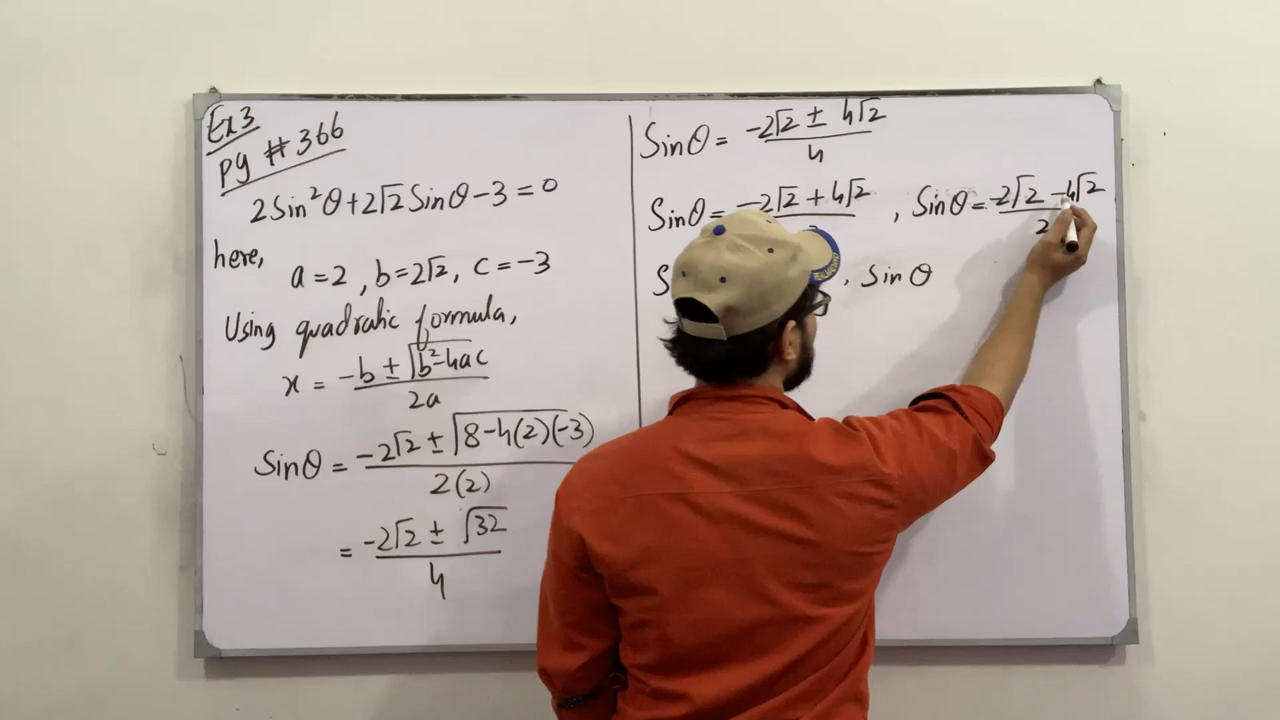 Ex3
Pg # 366
2Sin²θ+2√2 Sinθ-3=0
here,
a=2, b=2√2, c=-3
Using quadratic formula,
x = (-b ± √(b²-4ac))/2a
Sinθ = (-2√2 ± √(8-4(2)(-3)))/2(2)
= (-2√2 ± √32)/4
Sinθ = (-2√2 ± 4√2)/4
Sinθ = -2√2 + 4√2 , Sinθ = (-2√2 - 4√2)/2
, Sinθ